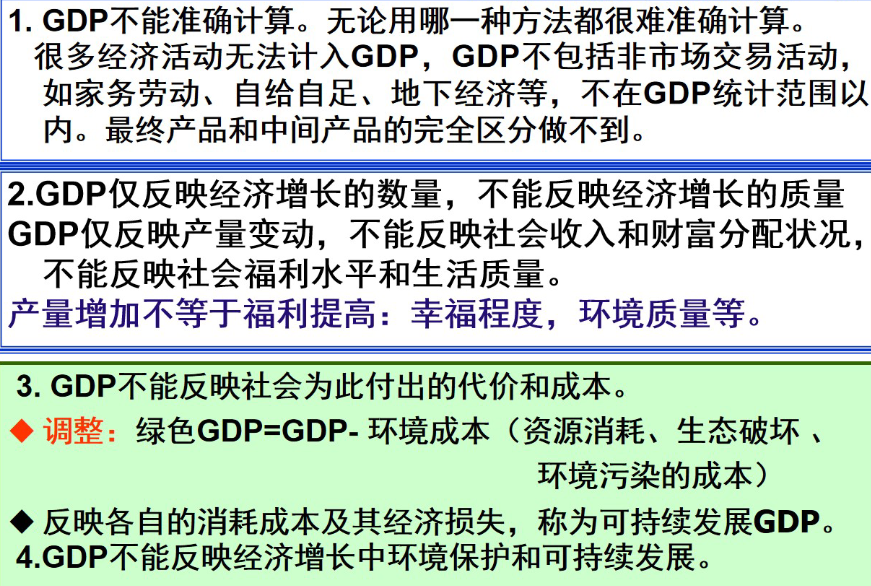 1. GDP不能准确计算。无论用哪一种方法都很难准确计算。
很多经济活动无法计入GDP，GDP不包括非市场交易活动，
如家务劳动、自给自足、地下经济等，不在GDP统计范围以
内。最终产品和中间产品的完全区分做不到。
2.GDP仅反映经济增长的数量，不能反映经济增长的质量
GDP仅反映产量变动，不能反映社会收入和财富分配状况，
不能反映社会福利水平和生活质量。
产量增加不等于福利提高：幸福程度，环境质量等。
3. GDP不能反映社会为此付出的代价和成本。
◆ 调整：绿色GDP=GDP- 环境成本（资源消耗、生态破坏 、
环境污染的成本）
◆ 反映各自的消耗成本及其经济损失，称为可持续发展GDP。
4.GDP不能反映经济增长中环境保护和可持续发展。